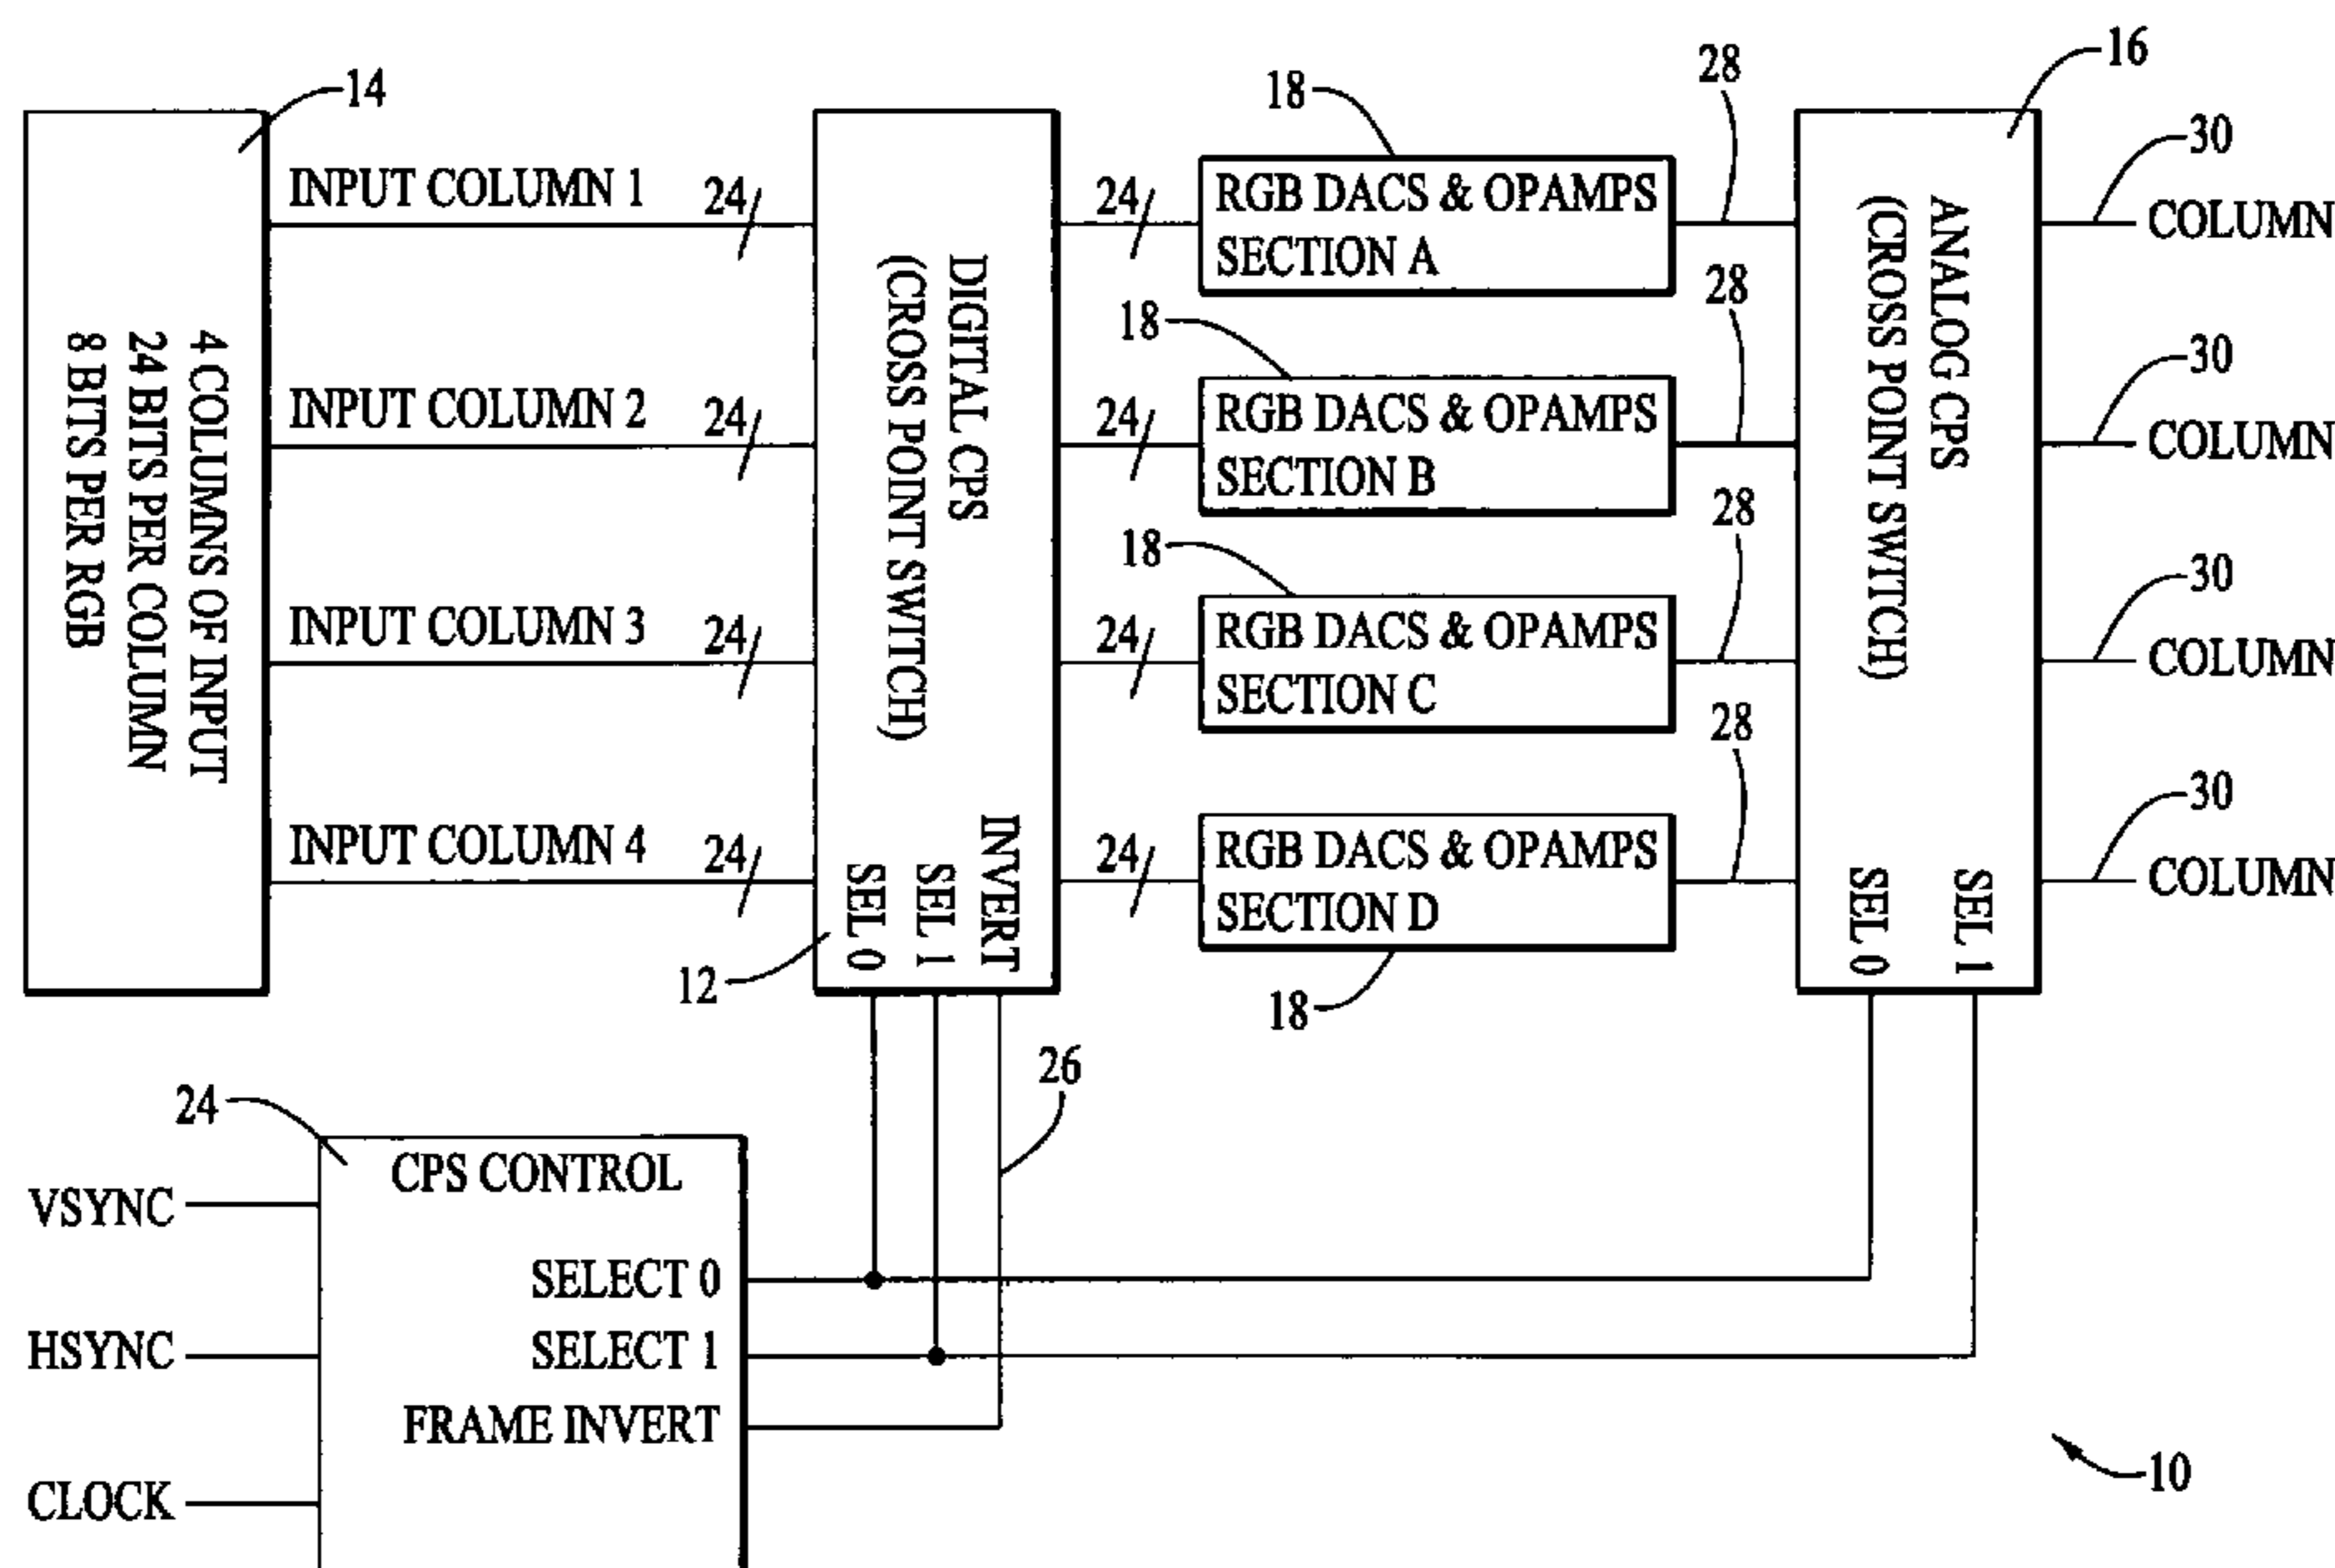 14
28
16
18
30
INPUT COLUMN 1
24
24
RGB DACS & OPAMPS
SECTION A
COLUMN
28
18
30
INPUT COLUMN 2
24
24
RGB DACS & OPAMPS
SECTION B
COLUMN
28
18
30
INPUT COLUMN 3
24
24
RGB DACS & OPAMPS
SECTION C
COLUMN
28
30
INPUT COLUMN 4
24
24
RGB DACS & OPAMPS
SECTION D
COLUMN
18
4 COLUMNS OF INPUT
24 BITS PER COLUMN
8 BITS PER RGB
DIGITAL CPS
(CROSS POINT SWITCH)
INVERT
SEL 1
SEL 0
12
ANALOG CPS
(CROSS POINT SWITCH)
SEL 1
SEL 0
26
24
CPS CONTROL
VSYNC
SELECT 0
HSYNC
SELECT 1
FRAME INVERT
CLOCK
10